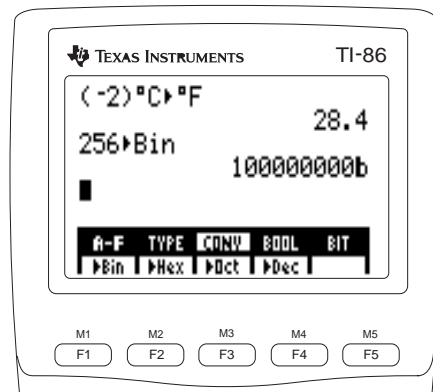 TEXAS INSTRUMENTS TI-86
(-2)°C▶°F
28.4
256▶Bin
100000000b
A-F TYPE CONV BOOL BIT
▶Bin ▶Hex ▶Oct ▶Dec
M1 M2 M3 M4 M5
F1 F2 F3 F4 F5